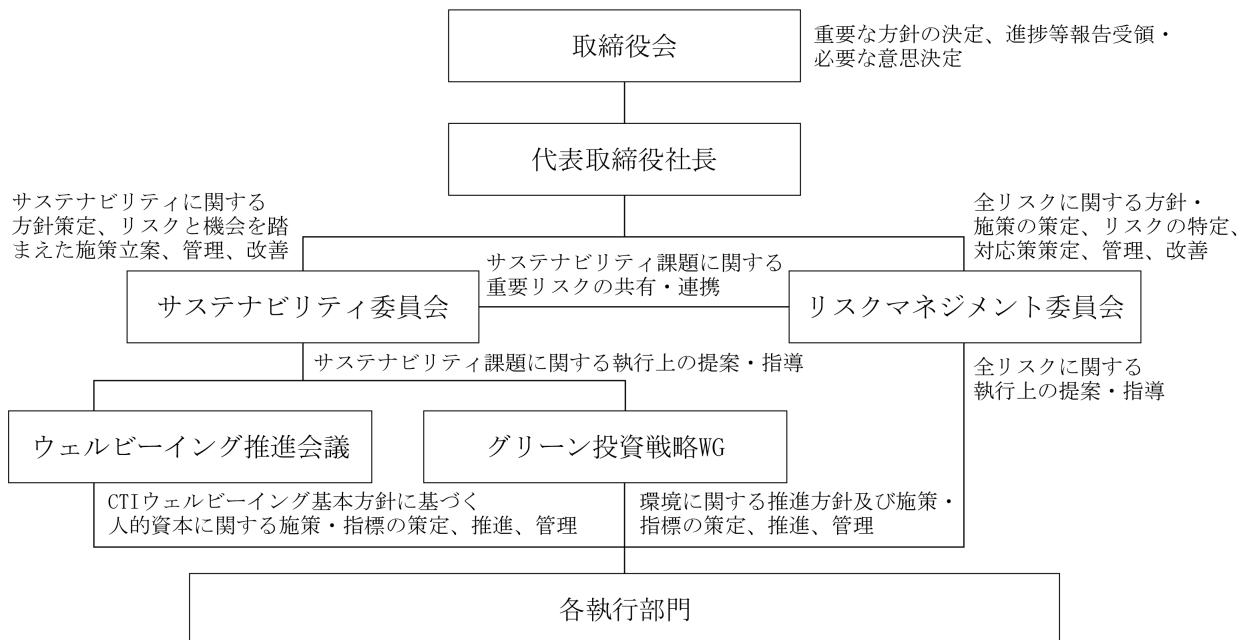 取締役会
重要な方針の決定、進捗等報告受領・
必要な意思決定
代表取締役社長
サステナビリティに関する
方針策定、リスクと機会を踏
まえた施策立案、管理、改善
全リスクに関する方針・
施策の策定、リスクの特定、
対応策策定、管理、改善
サステナビリティ課題に関する
重要リスクの共有・連携
サステナビリティ委員会
リスクマネジメント委員会
サステナビリティ課題に関する執行上の提案・指導
全リスクに関する
執行上の提案・指導
ウェルビーイング推進会議
グリーン投資戦略WG
CTIウェルビーイング基本方針に基づく
人的資本に関する施策・指標の策定、推進、管理
環境に関する推進方針及び施策・
指標の策定、推進、管理
各執行部門